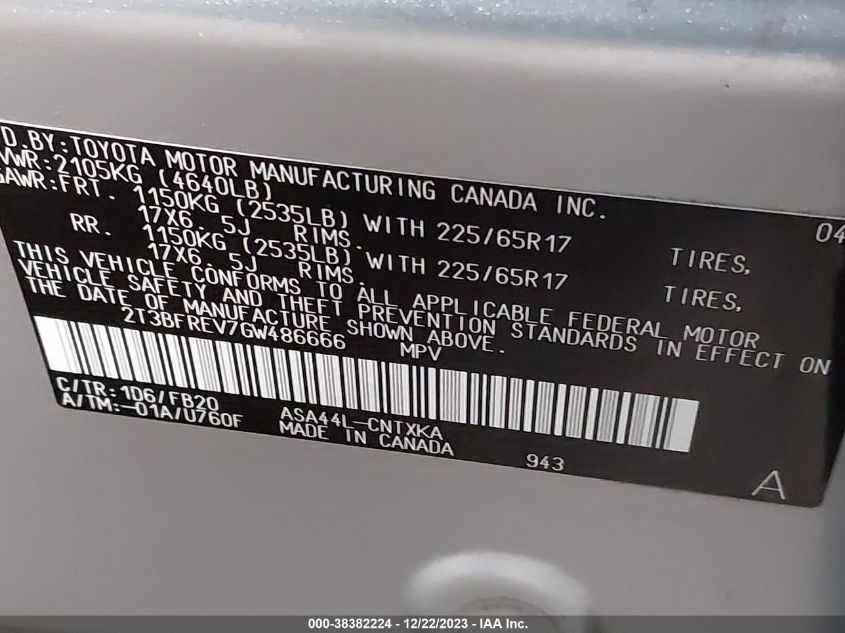 D.BY:TOYOTA MOTOR MANUFACTURING CANADA INC.
VWR:2105KG (4640LB) 04
GAWR:FRT. 1150KG (2535LB) WITH 225/65R17 TIRES,
17X6.5J RIMS.
RR. 1150KG (2535LB) WITH 225/65R17 TIRES,
17X6.5J RIMS.
THIS VEHICLE CONFORMS TO ALL APPLICABLE FEDERAL MOTOR
VEHICLE SAFETY AND THEFT PREVENTION STANDARDS IN EFFECT ON
THE DATE OF MANUFACTURE SHOWN ABOVE.
2T3BFREV7GW486666 MPV
C/TR:1D6/FB20 ASA44L-CNTXKA
A/TM:-01A/U760F MADE IN CANADA 943
A
000-38382224 - 12/22/2023 - IAA Inc.